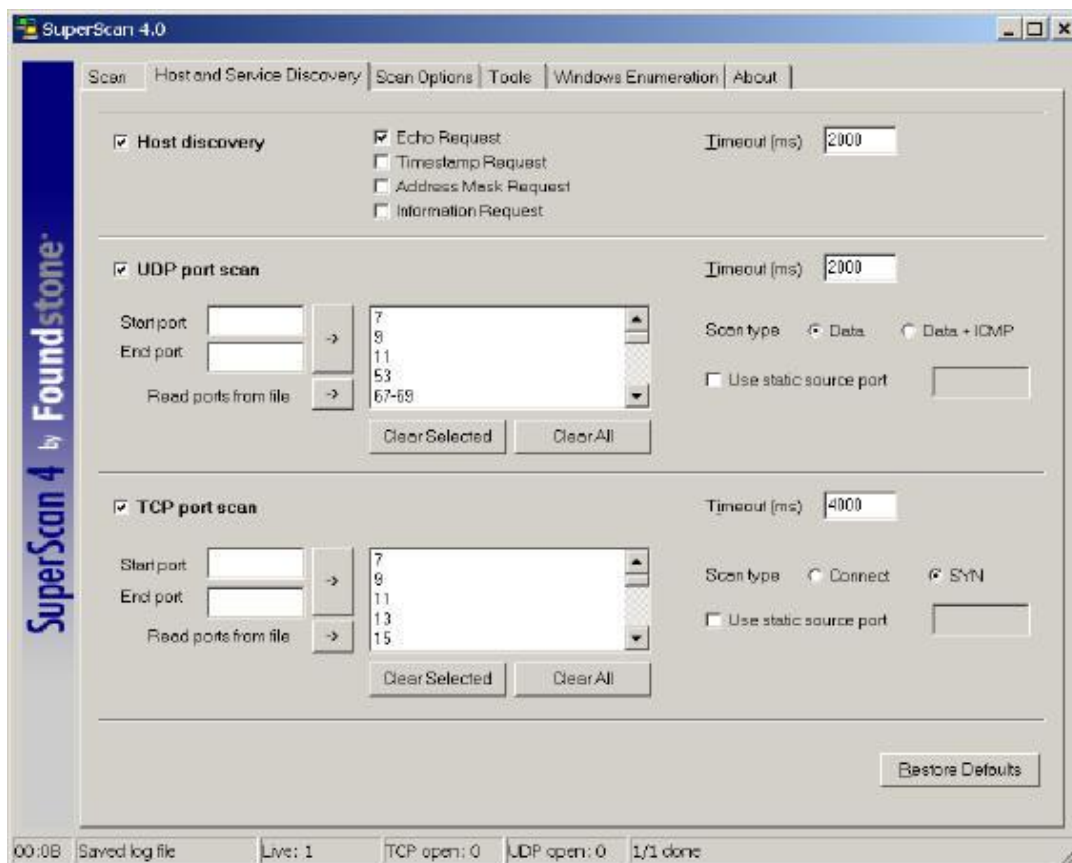 SuperScan 4.0
Scan Host and Service Discovery Scan Options Tools Windows Enumeration About
Host discovery
Echo Request
Timestamp Request
Address Mask Request
Information Request
Timeout (ms) 2000
UDP port scan
Timeout (ms) 2000
Start port
End port
->
Read ports from file ->
7
9
11
53
67-69
Clear Selected Clear All
Scan type Data Data + ICMP
Use static source port
TCP port scan
Timeout (ms) 4000
Start port
End port
->
Read ports from file ->
7
9
11
13
15
Clear Selected Clear All
Scan type Connect SYN
Use static source port
Restore Defaults
SuperScan 4 by Foundstone
00:0B Saved log file Live: 1 TCP open: 0 UDP open: 0 1/1 done